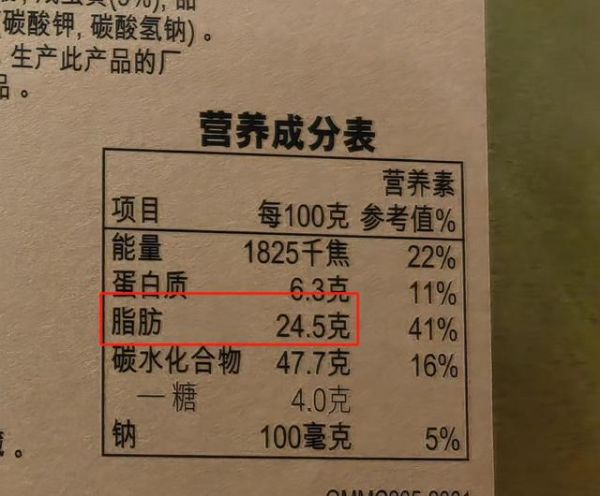 (碳酸钾, 碳酸氢钠)。
生产此产品的厂
品。
营养成分表
营养素
项目 每100克 参考值%
能量 1825千焦 22%
蛋白质 6.3克 11%
脂肪 24.5克 41%
碳水化合物 47.7克 16%
一糖 4.0克
钠 100毫克 5%